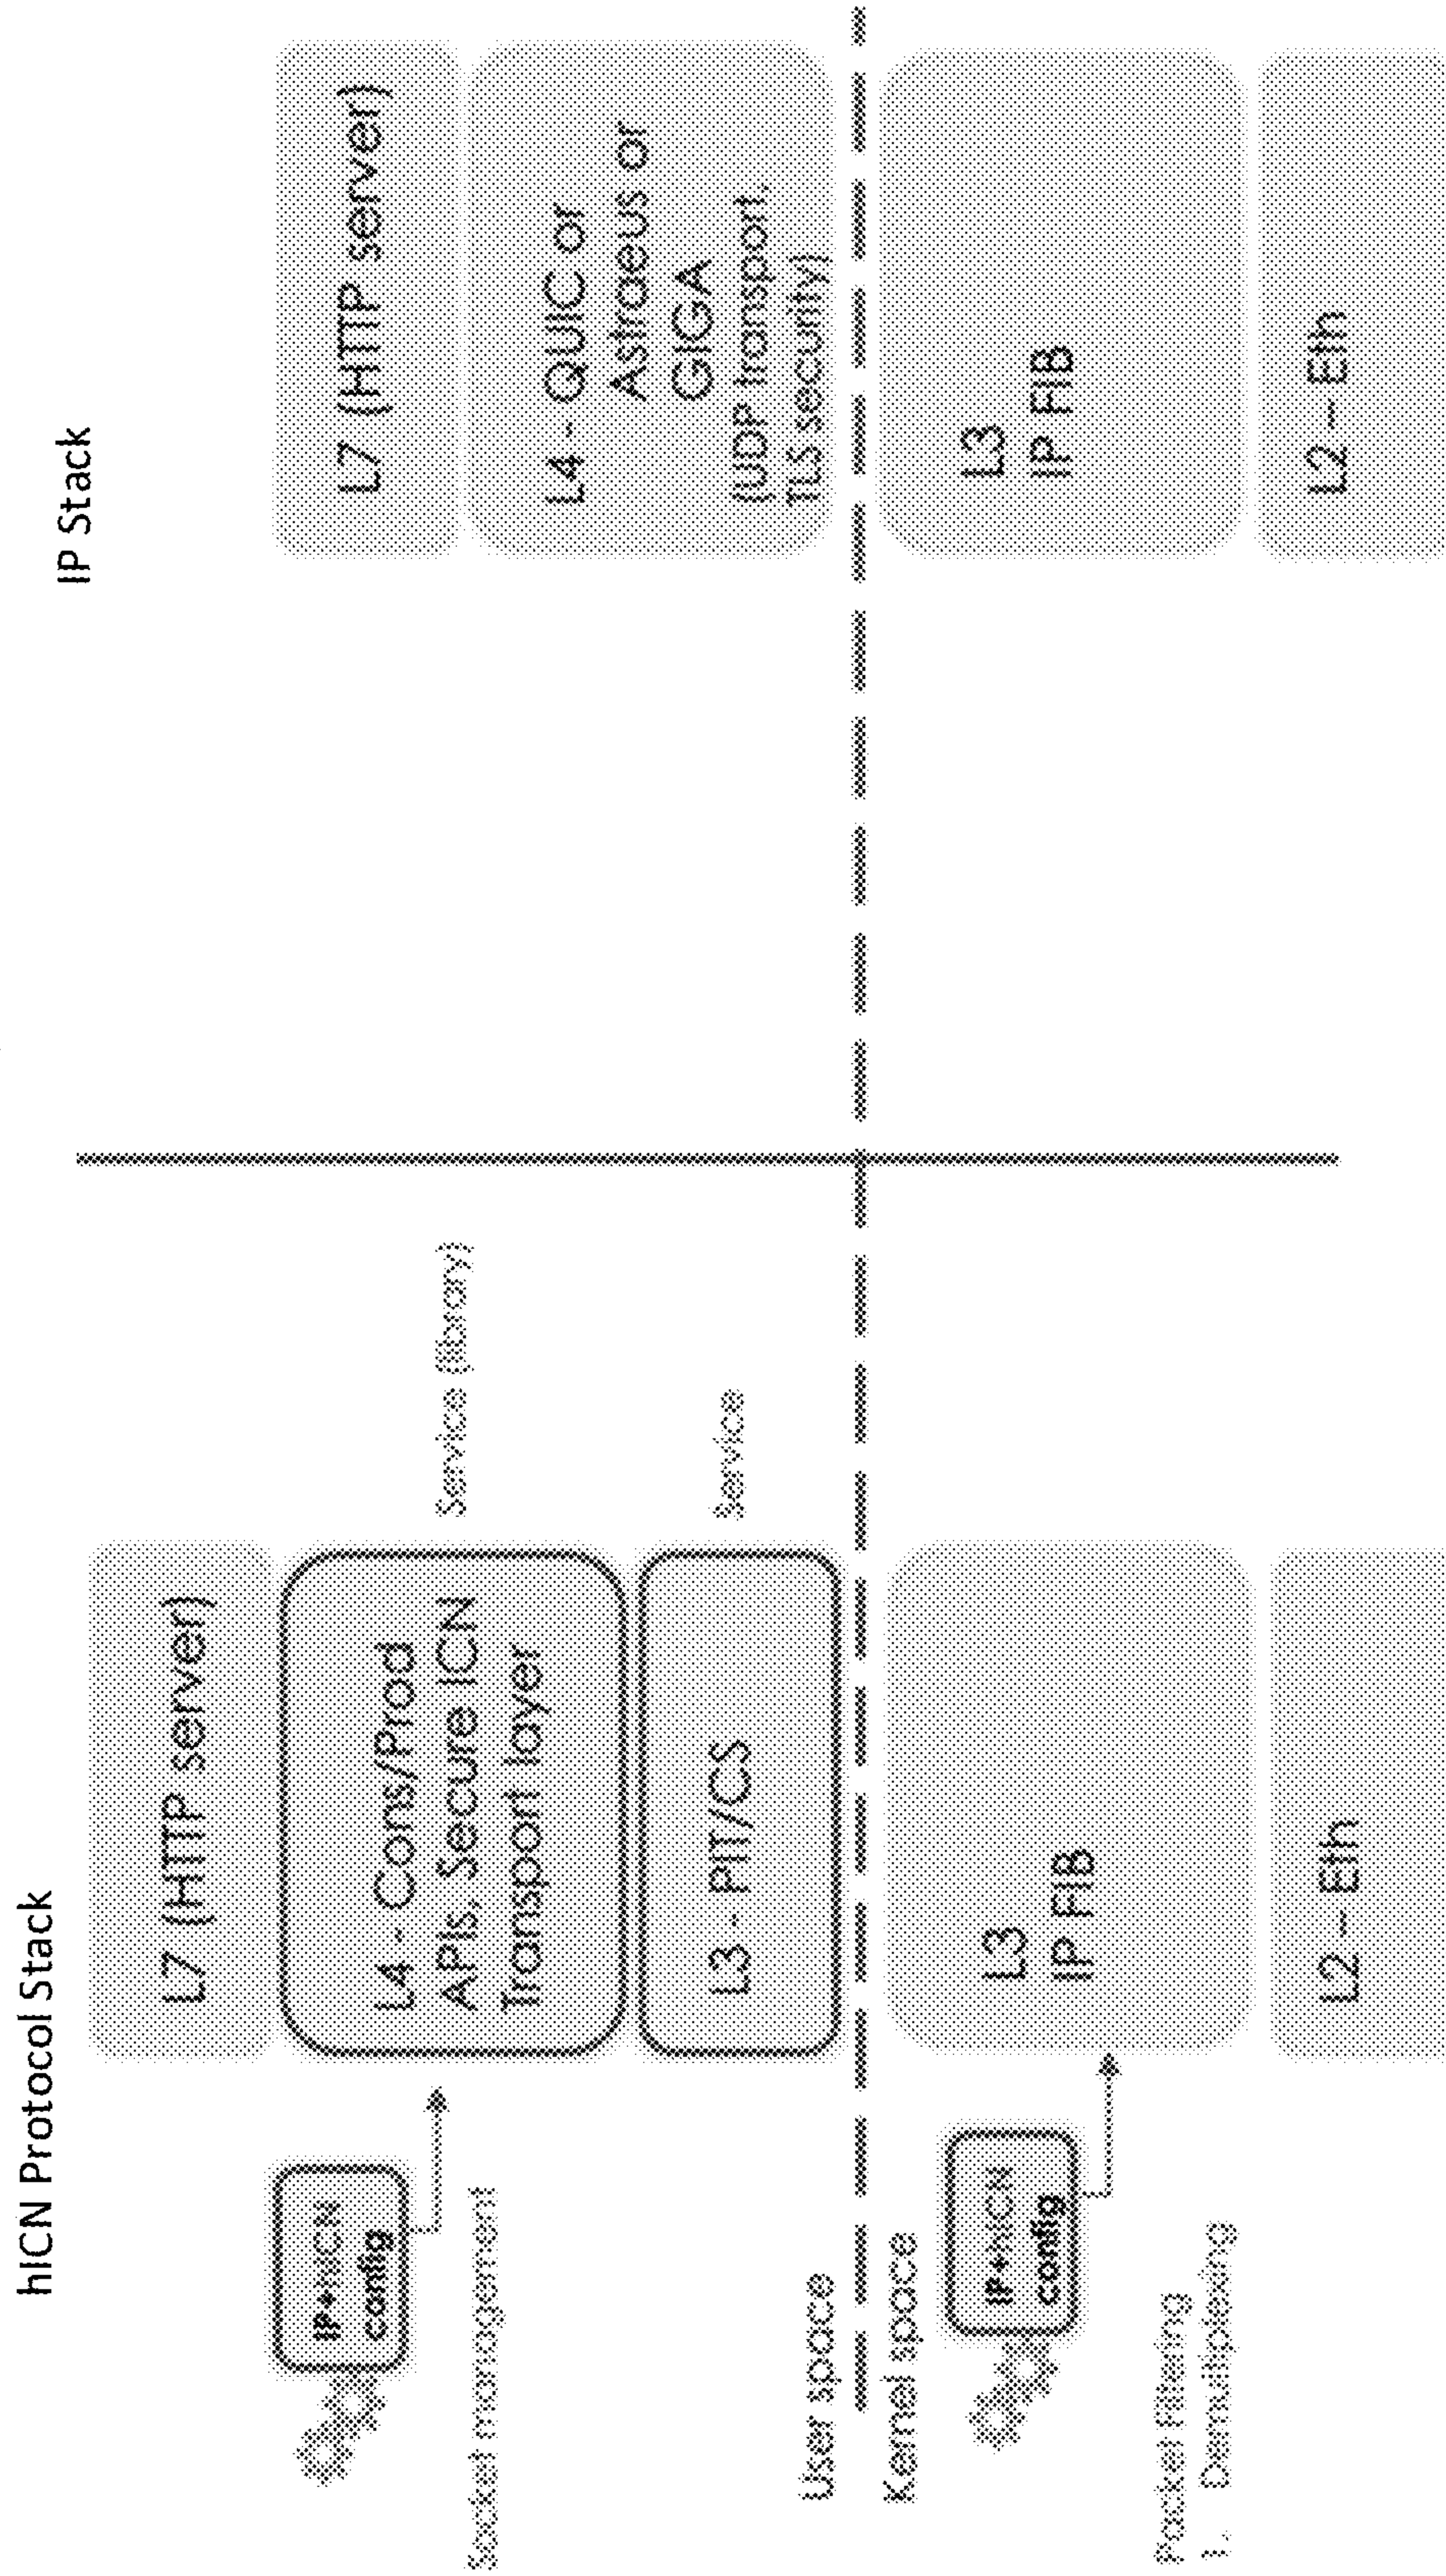 hICN Protocol Stack
L7 (HTTP server)
IP+hICN
config
Socket management
L4 - Cons/Prod
APIs, Secure ICN
Transport layer
Service (library)
L3 - PIT/CS
Service
User space
Kernel space
IP+hICN
config
Packet Filtering
1. Demultiplexing
L3
IP FIB
L2 – Eth
IP Stack
L7 (HTTP server)
L4 - QUIC or
Astraeus or
GIGA
(UDP transport,
TLS security)
L3
IP FIB
L2 – Eth